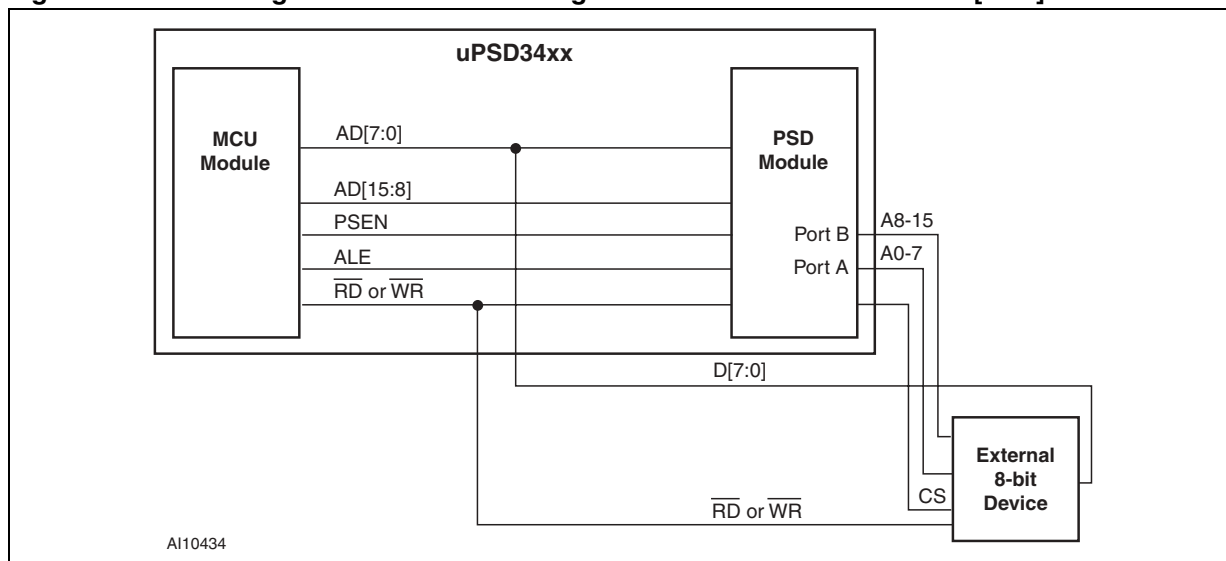 uPSD34xx
MCU
Module
PSD
Module
AD[7:0]
AD[15:8]
PSEN
ALE
RD or WR
Port B
Port A
A8-15
A0-7
D[7:0]
External
8-bit
Device
CS
RD or WR
AI10434